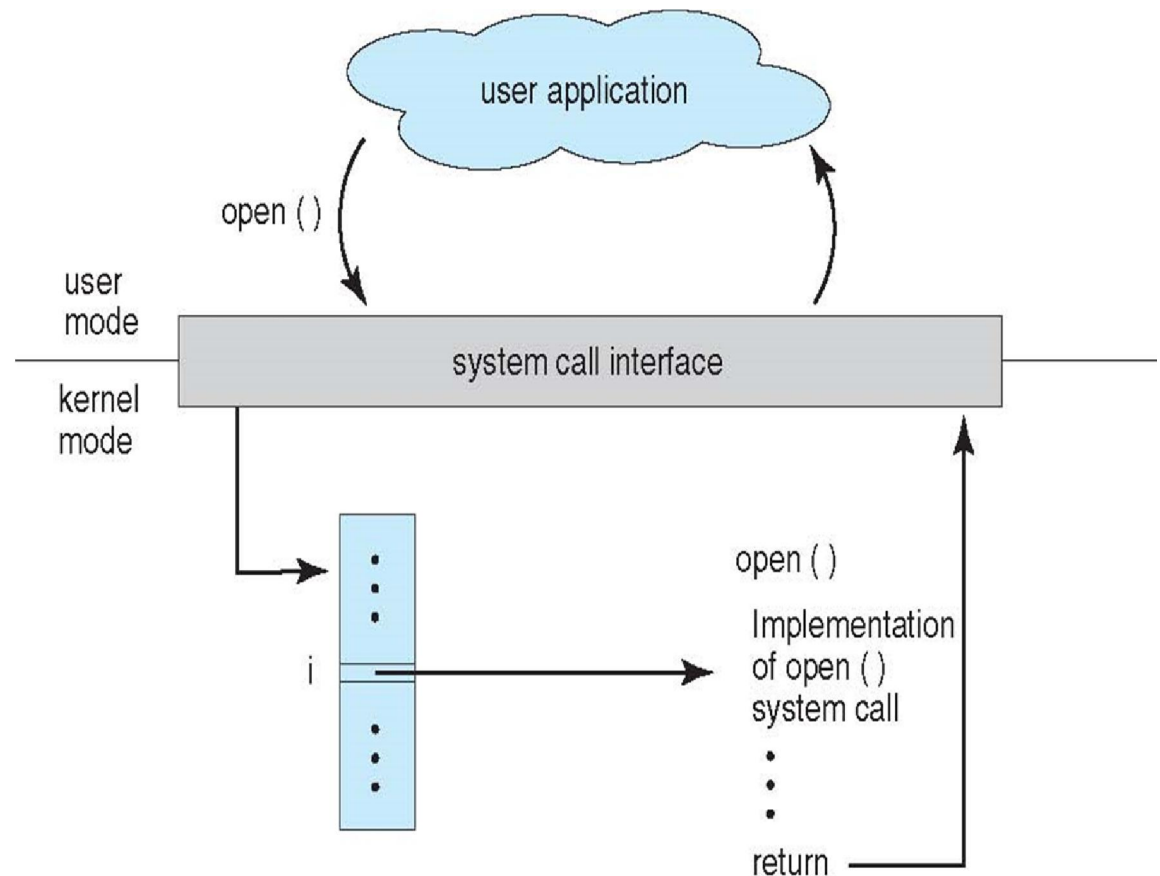 user application
open ( )
user
mode
system call interface
kernel
mode
open ( )
i
Implementation
of open ( )
system call
return